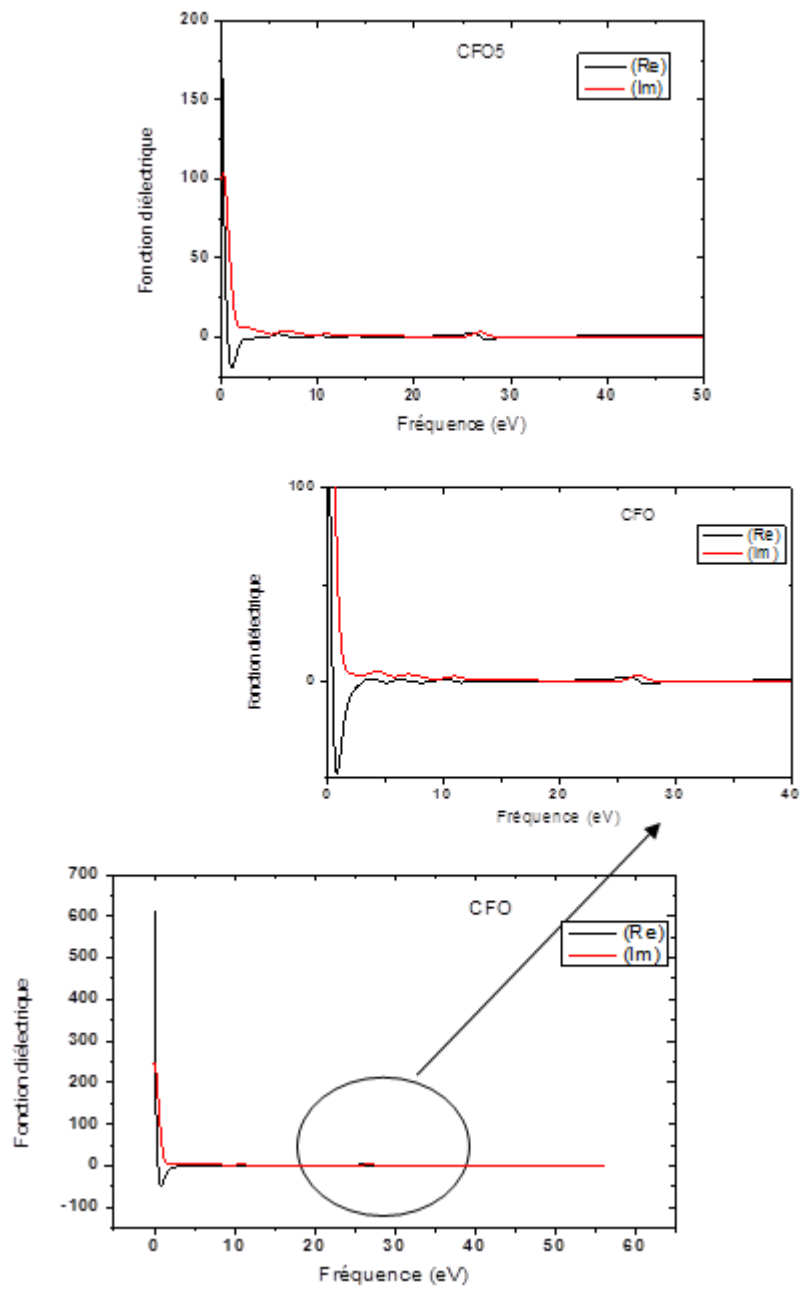 200
150
100
50
0
Fonction diélectrique
CFO5
(Re)
(Im)
0 10 20 30 40 50
Fréquence (eV)
100
0
Fonction diélectrique
CFO
(Re)
(Im)
0 10 20 30 40
Fréquence (eV)
700
600
500
400
300
200
100
0
-100
Fonction diélectrique
CFO
(Re)
(Im)
0 10 20 30 40 50 60
Fréquence (eV)